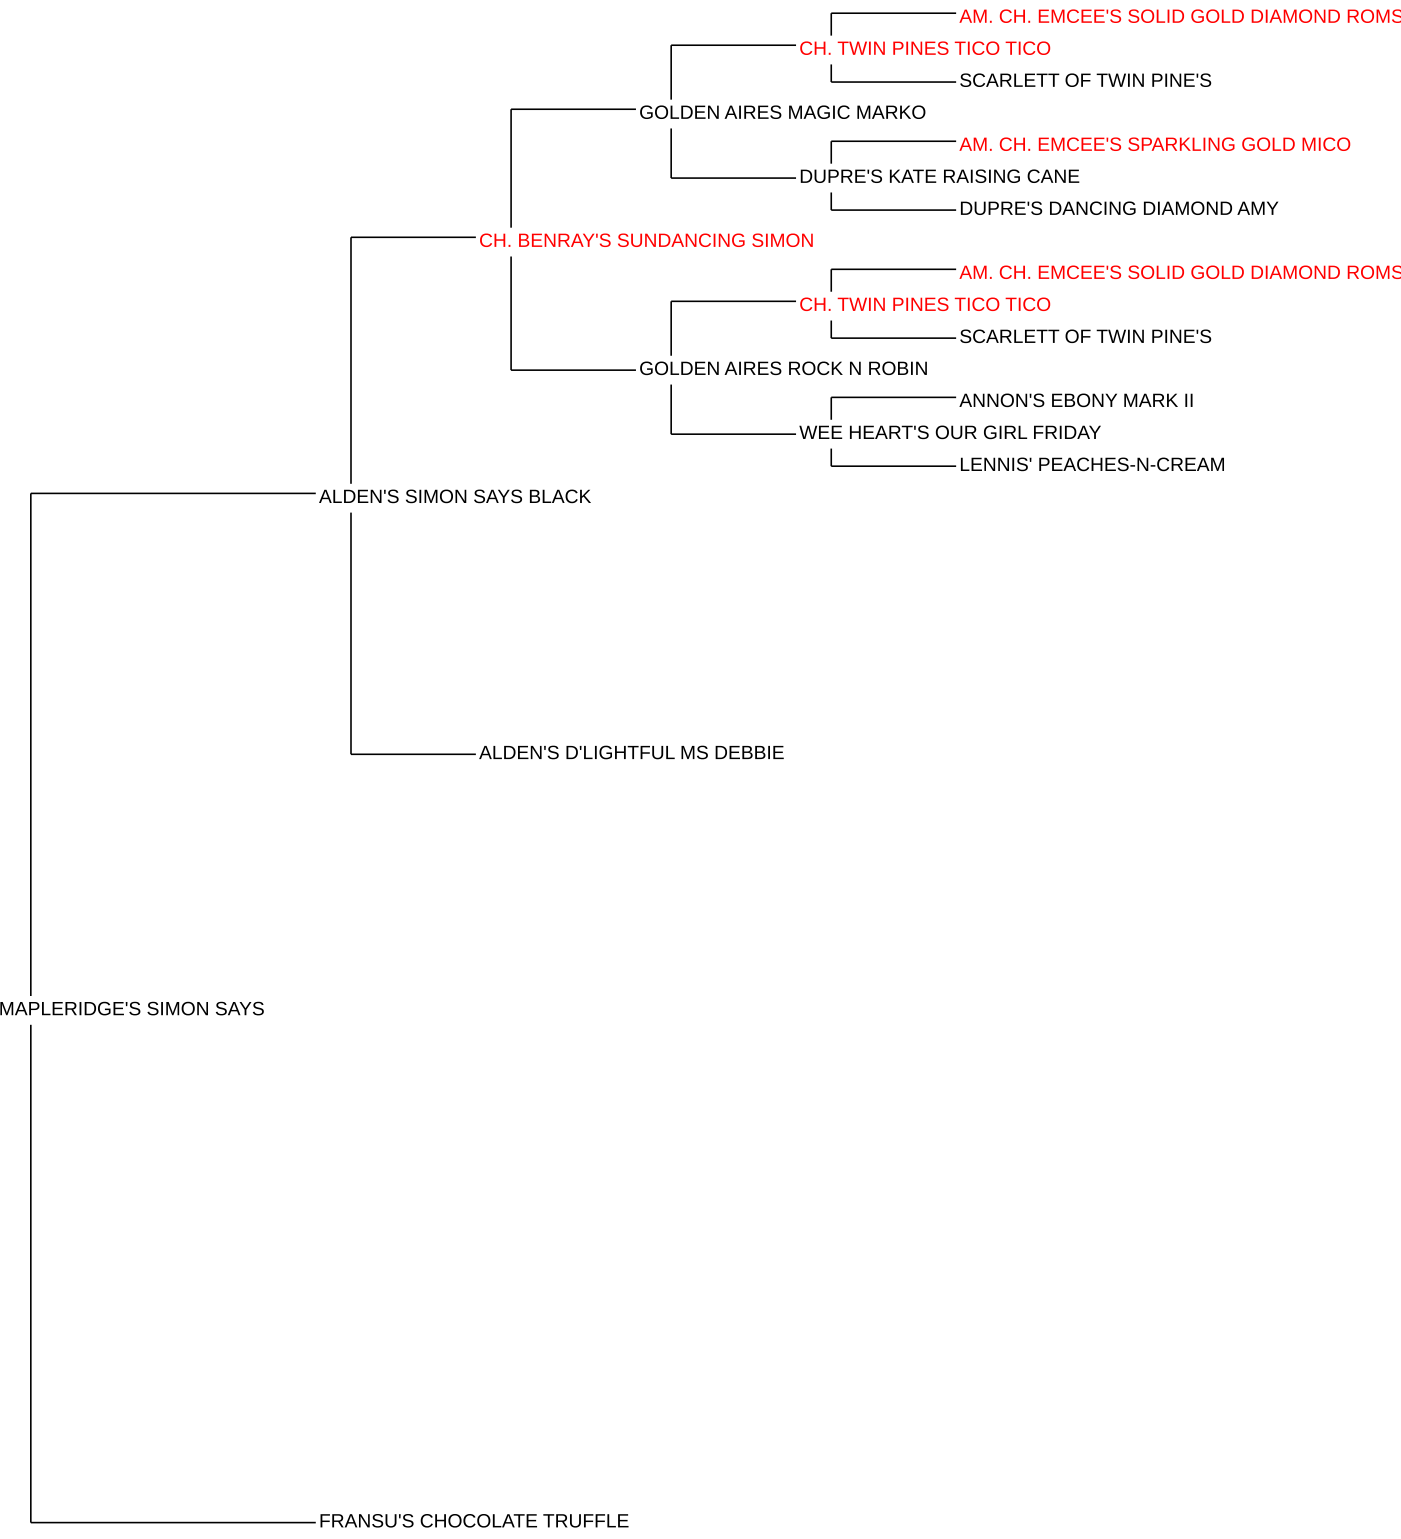 AM. CH. EMCEE'S SOLID GOLD DIAMOND ROMS
CH. TWIN PINES TICO TICO
SCARLETT OF TWIN PINE'S
GOLDEN AIRES MAGIC MARKO
AM. CH. EMCEE'S SPARKLING GOLD MICO
DUPRE'S KATE RAISING CANE
DUPRE'S DANCING DIAMOND AMY
CH. BENRAY'S SUNDANCING SIMON
AM. CH. EMCEE'S SOLID GOLD DIAMOND ROMS
CH. TWIN PINES TICO TICO
SCARLETT OF TWIN PINE'S
GOLDEN AIRES ROCK N ROBIN
ANNON'S EBONY MARK II
WEE HEART'S OUR GIRL FRIDAY
LENNIS' PEACHES-N-CREAM
ALDEN'S SIMON SAYS BLACK
ALDEN'S D'LIGHTFUL MS DEBBIE
MAPLERIDGE'S SIMON SAYS
FRANSU'S CHOCOLATE TRUFFLE